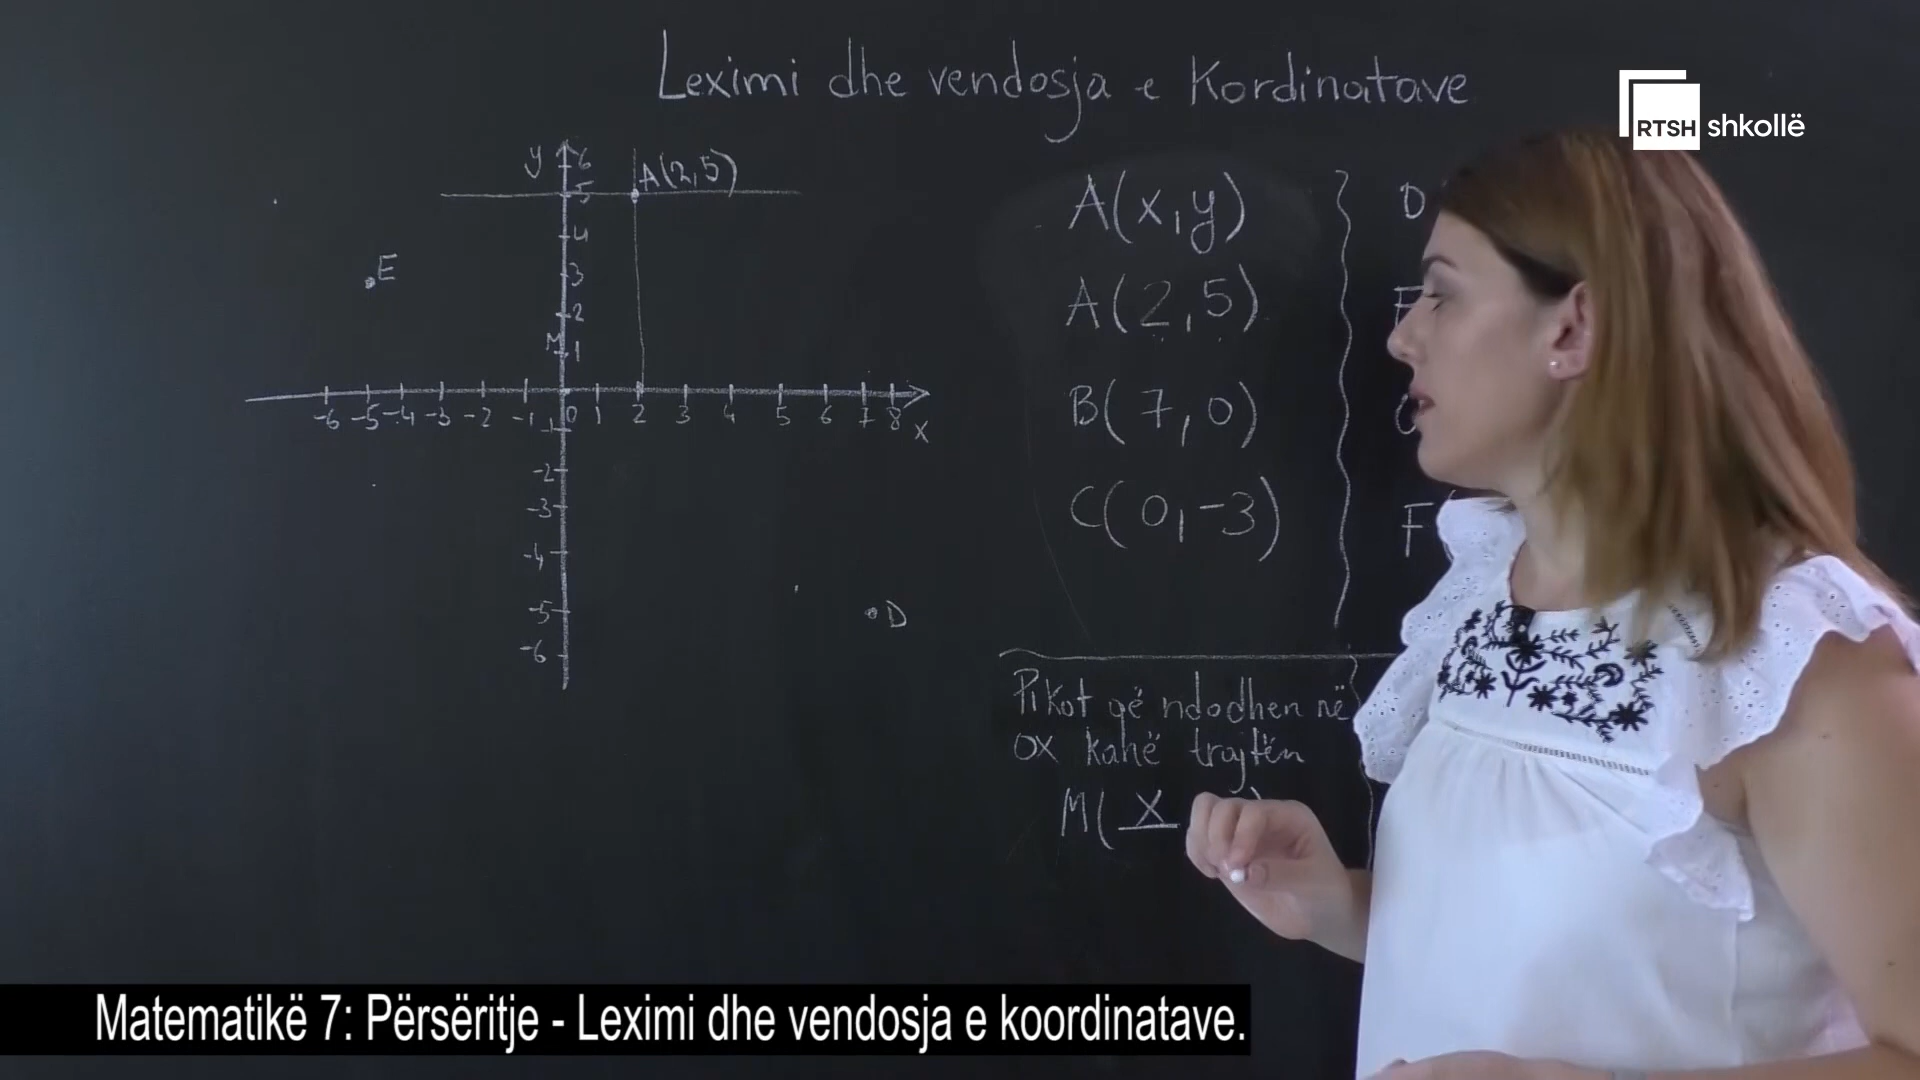 Leximi dhe vendosja e Kordinatave
RTSH shkollë
y
6
A(2,5)
5
4
E
3
2
M
1
-6 -5 -4 -3 -2 -1 0 1 2 3 4 5 6 7 8 x
-1
-2
-3
-4
-5
-6
D
A(x,y)
A(2,5)
B(7,0)
C(0,-3)
D
F
Pikat që ndodhen në
ox kanë trajtën
M( x
Matematikë 7: Përsëritje - Leximi dhe vendosja e koordinatave.